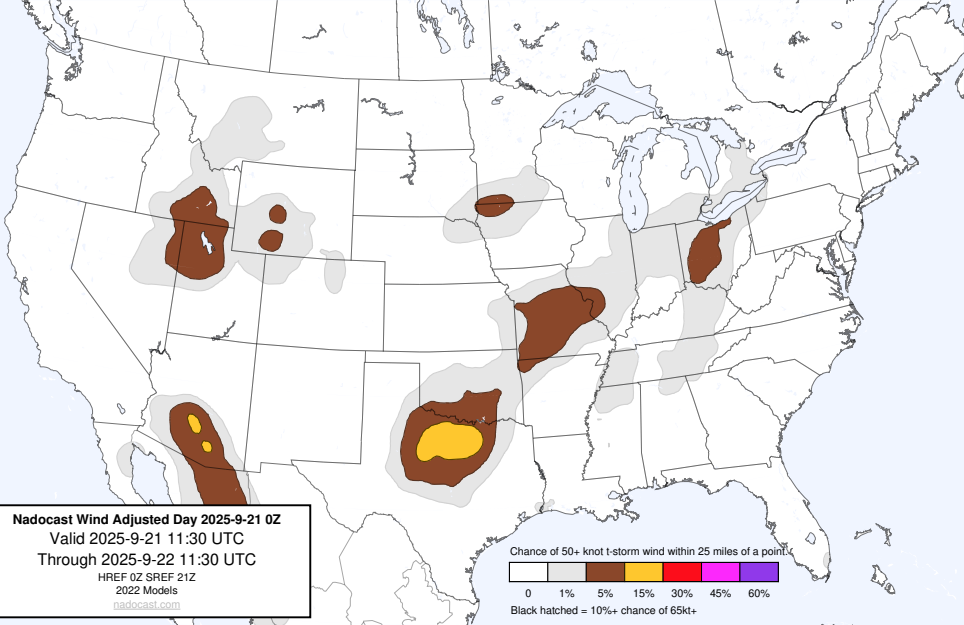 Nadocast Wind Adjusted Day 2025-9-21 0Z
Valid 2025-9-21 11:30 UTC
Through 2025-9-22 11:30 UTC
HREF 0Z SREF 21Z
2022 Models
nadocast.com
Chance of 50+ knot t-storm wind within 25 miles of a point.
0 1% 5% 15% 30% 45% 60%
Black hatched = 10%+ chance of 65kt+